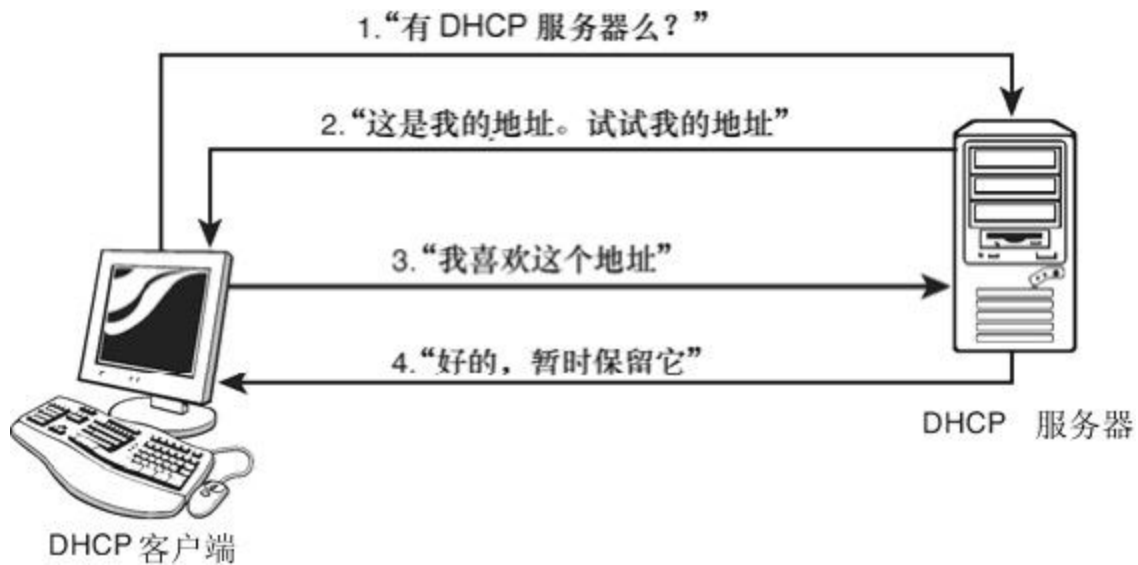 1.“有 DHCP 服务器么？”
2.“这是我的地址。试试我的地址”
3.“我喜欢这个地址”
4.“好的，暂时保留它”
DHCP 服务器
DHCP 客户端